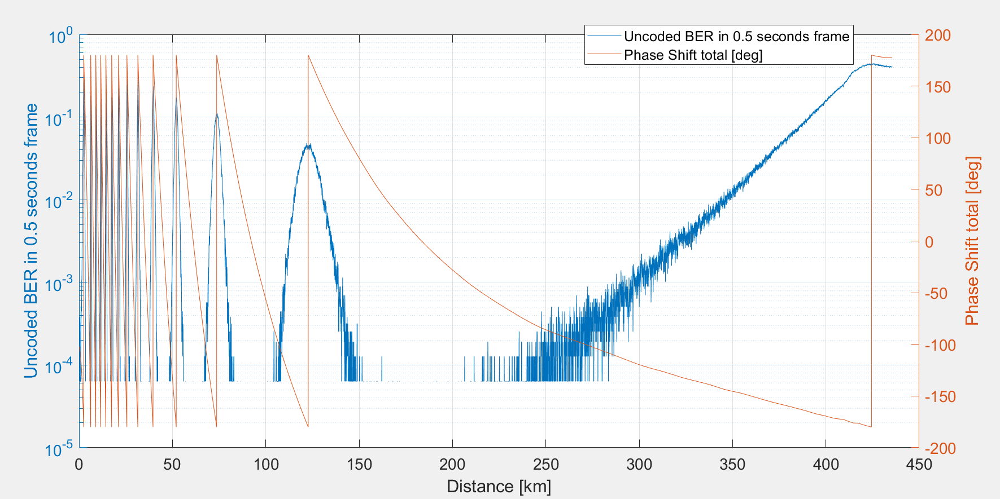 Uncoded BER in 0.5 seconds frame
Phase Shift total [deg]
10^0
10^-1
10^-2
10^-3
10^-4
10^-5
Uncoded BER in 0.5 seconds frame
200
150
100
50
0
-50
-100
-150
-200
Phase Shift total [deg]
0 50 100 150 200 250 300 350 400 450
Distance [km]